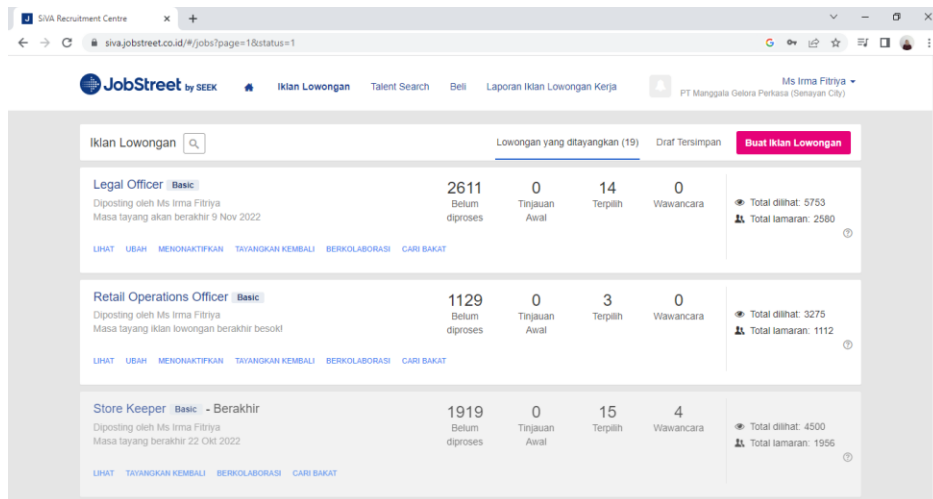 SiVA Recruitment Centre
siva.jobstreet.co.id/#/jobs?page=1&status=1
JobStreet by SEEK
Iklan Lowongan Talent Search Beli Laporan Iklan Lowongan Kerja
Ms Irma Fitriya
PT Manggala Gelora Perkasa (Senayan City)
Iklan Lowongan Lowongan yang ditayangkan (19) Draf Tersimpan Buat Iklan Lowongan
Legal Officer Basic
Diposting oleh Ms Irma Fitriya
Masa tayang akan berakhir 9 Nov 2022
2611 0 14 0
Belum diproses Tinjauan Awal Terpilih Wawancara
Total dilihat: 5753
Total lamaran: 2580
LIHAT UBAH MENONAKTIFKAN TAYANGKAN KEMBALI BERKOLABORASI CARI BAKAT
Retail Operations Officer Basic
Diposting oleh Ms Irma Fitriya
Masa tayang iklan lowongan berakhir besok!
1129 0 3 0
Belum diproses Tinjauan Awal Terpilih Wawancara
Total dilihat: 3275
Total lamaran: 1112
LIHAT UBAH MENONAKTIFKAN TAYANGKAN KEMBALI BERKOLABORASI CARI BAKAT
Store Keeper Basic - Berakhir
Diposting oleh Ms Irma Fitriya
Masa tayang berakhir 22 Okt 2022
1919 0 15 4
Belum diproses Tinjauan Awal Terpilih Wawancara
Total dilihat: 4500
Total lamaran: 1956
LIHAT TAYANGKAN KEMBALI BERKOLABORASI CARI BAKAT